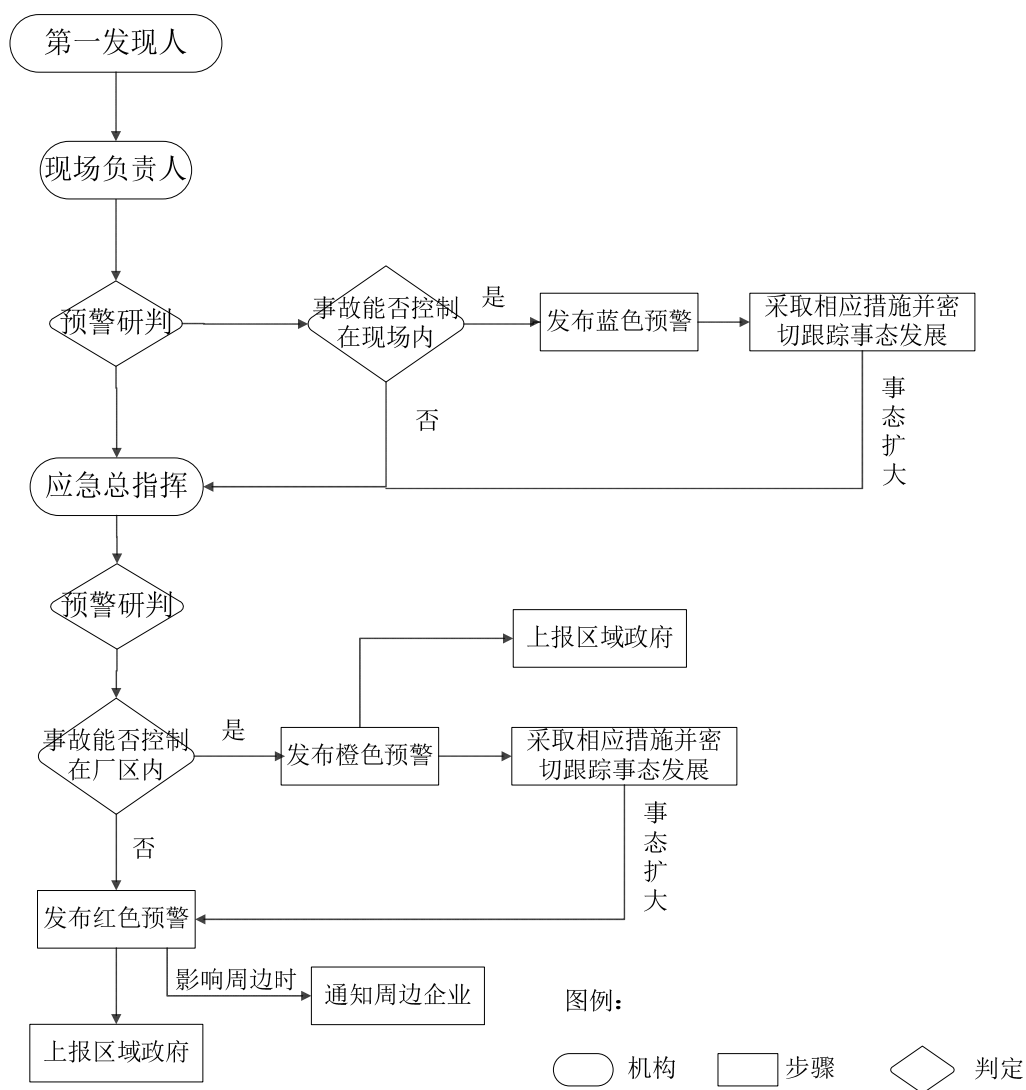 第一发现人
现场负责人
预警研判
事故能否控制
在现场内
是
发布蓝色预警
采取相应措施并密
切跟踪事态发展
否
事态扩大
应急总指挥
预警研判
上报区域政府
事故能否控制
在厂区内
是
发布橙色预警
采取相应措施并密
切跟踪事态发展
否
事态扩大
发布红色预警
影响周边时
通知周边企业
上报区域政府
图例：
机构
步骤
判定